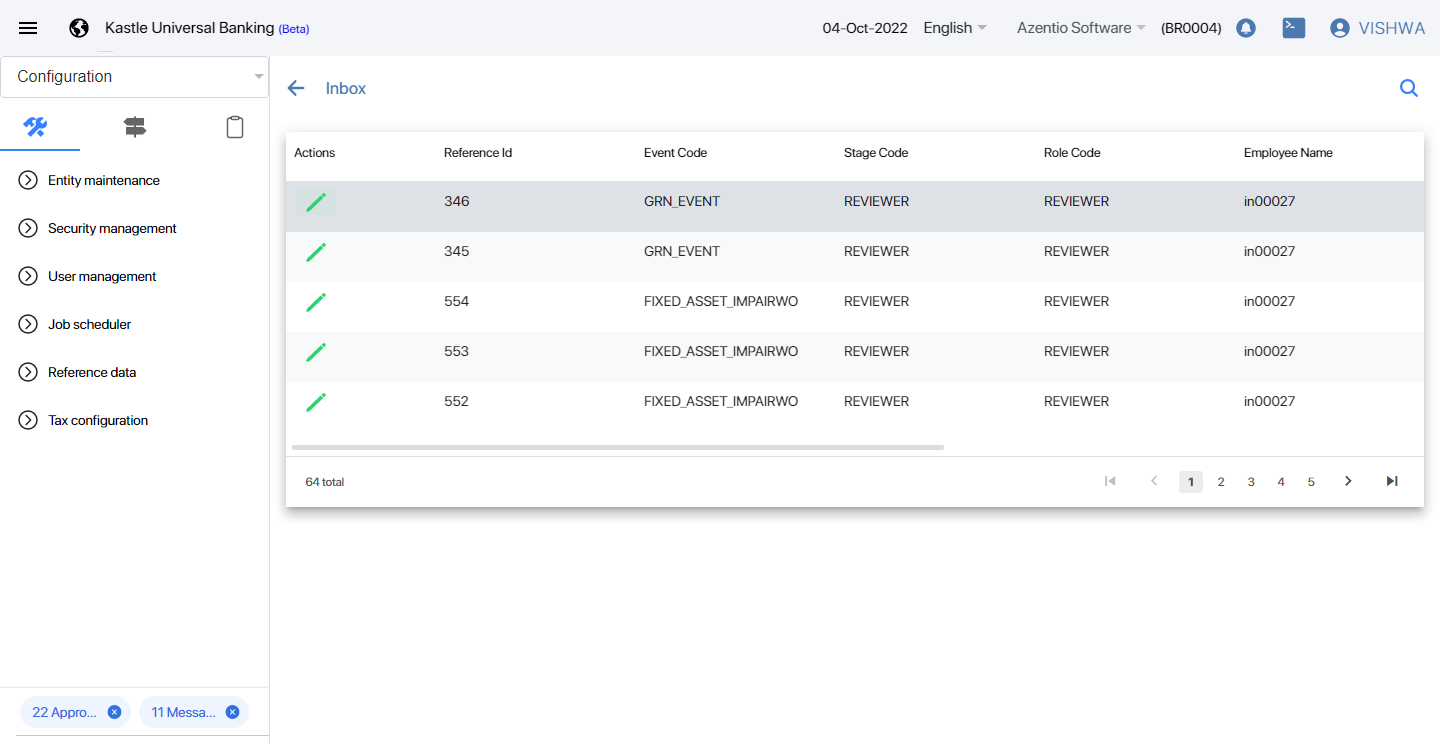 Kastle Universal Banking (Beta) 04-Oct-2022 English Azentio Software (BR0004) VISHWA
Configuration
Entity maintenance
Security management
User management
Job scheduler
Reference data
Tax configuration
22 Appro... 11 Messa...
Inbox
Actions Reference Id Event Code Stage Code Role Code Employee Name
346 GRN_EVENT REVIEWER REVIEWER in00027
345 GRN_EVENT REVIEWER REVIEWER in00027
554 FIXED_ASSET_IMPAIRWO REVIEWER REVIEWER in00027
553 FIXED_ASSET_IMPAIRWO REVIEWER REVIEWER in00027
552 FIXED_ASSET_IMPAIRWO REVIEWER REVIEWER in00027
64 total 1 2 3 4 5